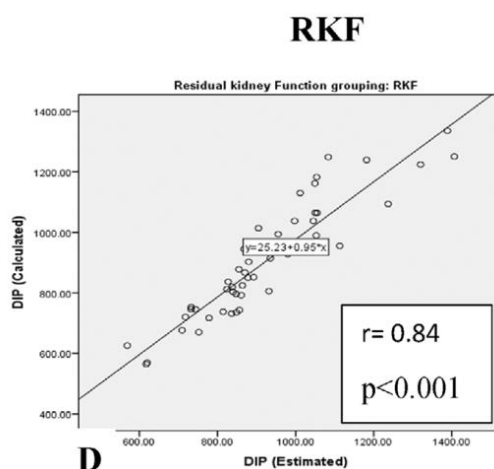 RKF
Residual kidney Function grouping: RKF
1400.00
1200.00
1000.00
800.00
600.00
400.00
DIP (Calculated)
y=25.23+0.95*x
r= 0.84
p<0.001
600.00 800.00 1000.00 1200.00 1400.00
DIP (Estimated)
D